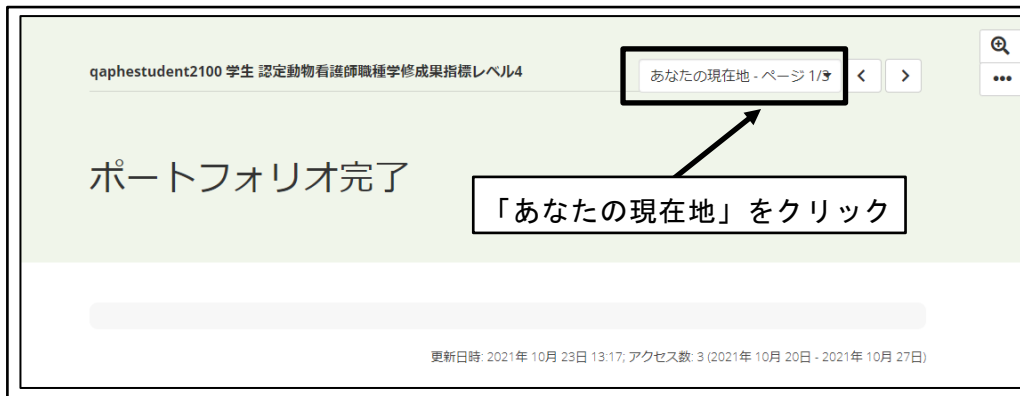 qaphestudent2100 学生 認定動物看護師職種学修成果指標レベル4
あなたの現在地 - ページ 1/3
ポートフォリオ完了
「あなたの現在地」をクリック
更新日時: 2021年 10月 23日 13:17; アクセス数: 3 (2021年 10月 20日 - 2021年 10月 27日)